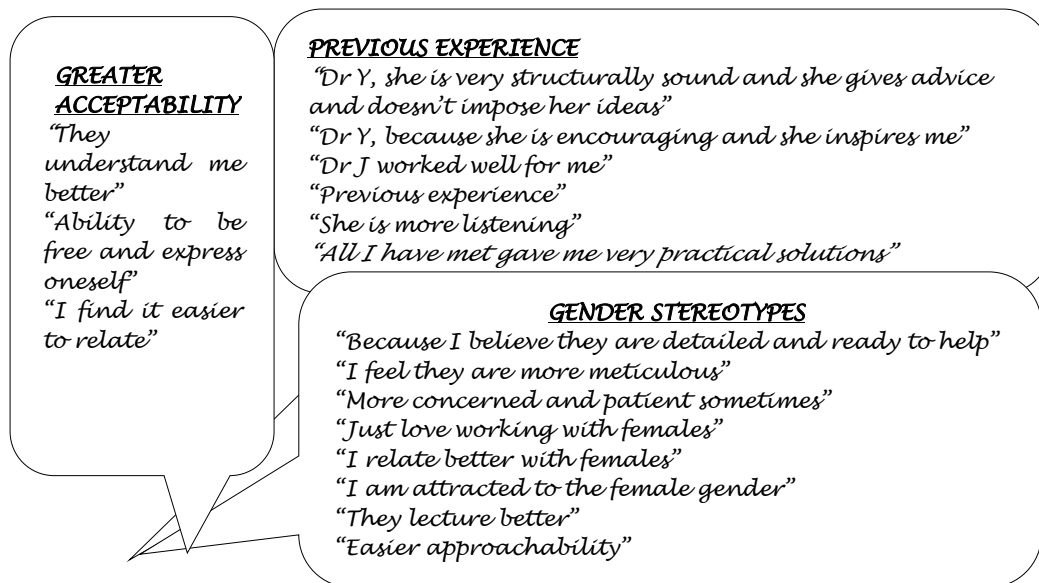 GREATER
ACCEPTABILITY
“They
understand me
better”
“Ability to be
free and express
oneself”
“I find it easier
to relate”
PREVIOUS EXPERIENCE
“Dr Y, she is very structurally sound and she gives advice
and doesn’t impose her ideas”
“Dr Y, because she is encouraging and she inspires me”
“Dr J worked well for me”
“Previous experience”
“She is more listening”
“All I have met gave me very practical solutions”
GENDER STEREOTYPES
“Because I believe they are detailed and ready to help”
“I feel they are more meticulous”
“More concerned and patient sometimes”
“Just love working with females”
“I relate better with females”
“I am attracted to the female gender”
“They lecture better”
“Easier approachability”